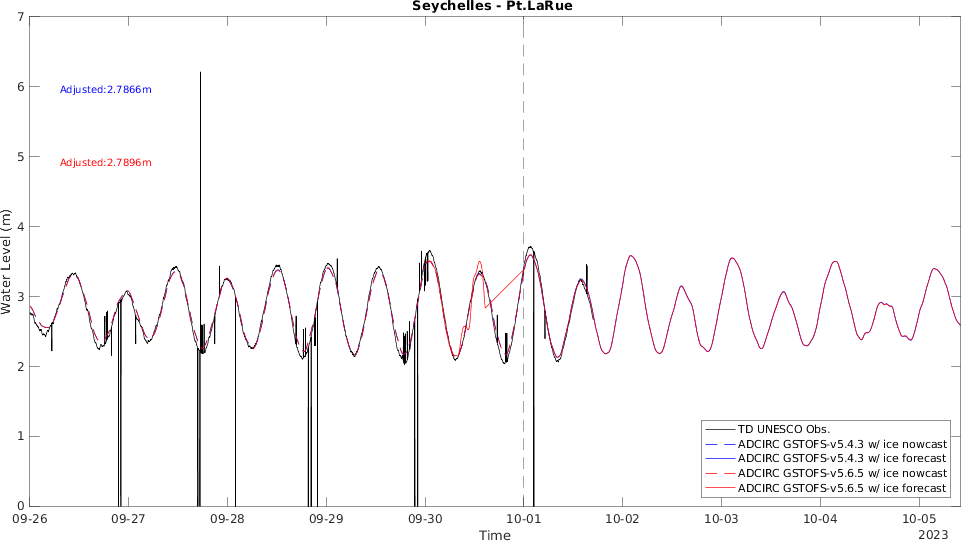 Seychelles - Pt.LaRue
7
6
5
4
3
2
1
0
Water Level (m)
Adjusted:2.7866m
Adjusted:2.7896m
TD UNESCO Obs.
ADCIRC GSTOFS-v5.4.3 w/ ice nowcast
ADCIRC GSTOFS-v5.4.3 w/ ice forecast
ADCIRC GSTOFS-v5.6.5 w/ ice nowcast
ADCIRC GSTOFS-v5.6.5 w/ ice forecast
09-26 09-27 09-28 09-29 09-30 10-01 10-02 10-03 10-04 10-05
Time
2023